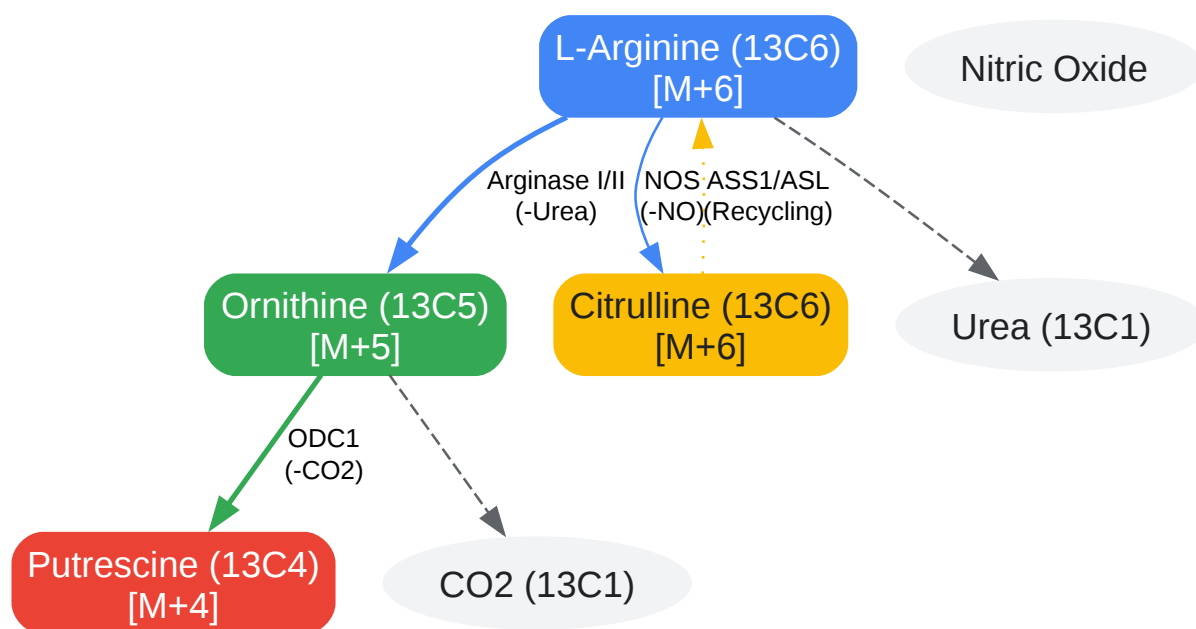 L-Arginine (13C6)
[M+6]
Nitric Oxide
Arginase I/II
(-Urea)
NOS
(-NO)
ASS1/ASL
(Recycling)
Ornithine (13C5)
[M+5]
Citrulline (13C6)
[M+6]
Urea (13C1)
ODC1
(-CO2)
Putrescine (13C4)
[M+4]
CO2 (13C1)